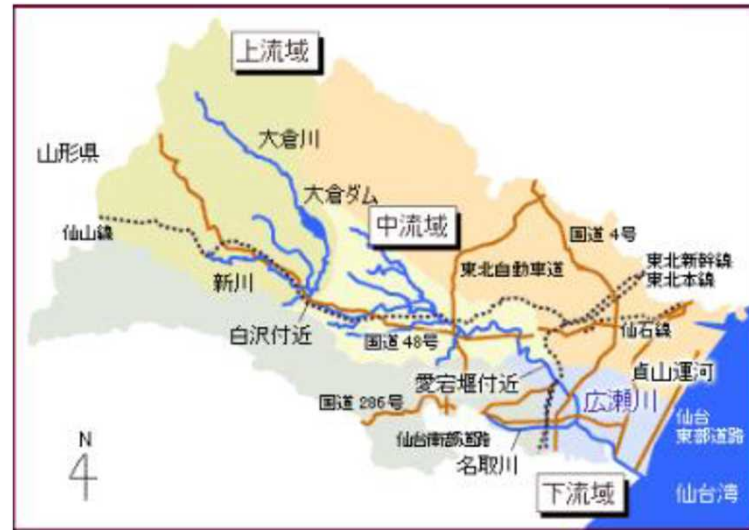 上流域
大倉川
山形県
大倉ダム
中流域
仙山線
国道4号
東北新幹線
東北自動車道
東北本線
新川
白沢付近
国道48号
仙石線
愛宕堰付近
貞山運河
国道286号
広瀬川
仙台
東部道路
仙台南部道路
名取川
N
下流域
仙台湾